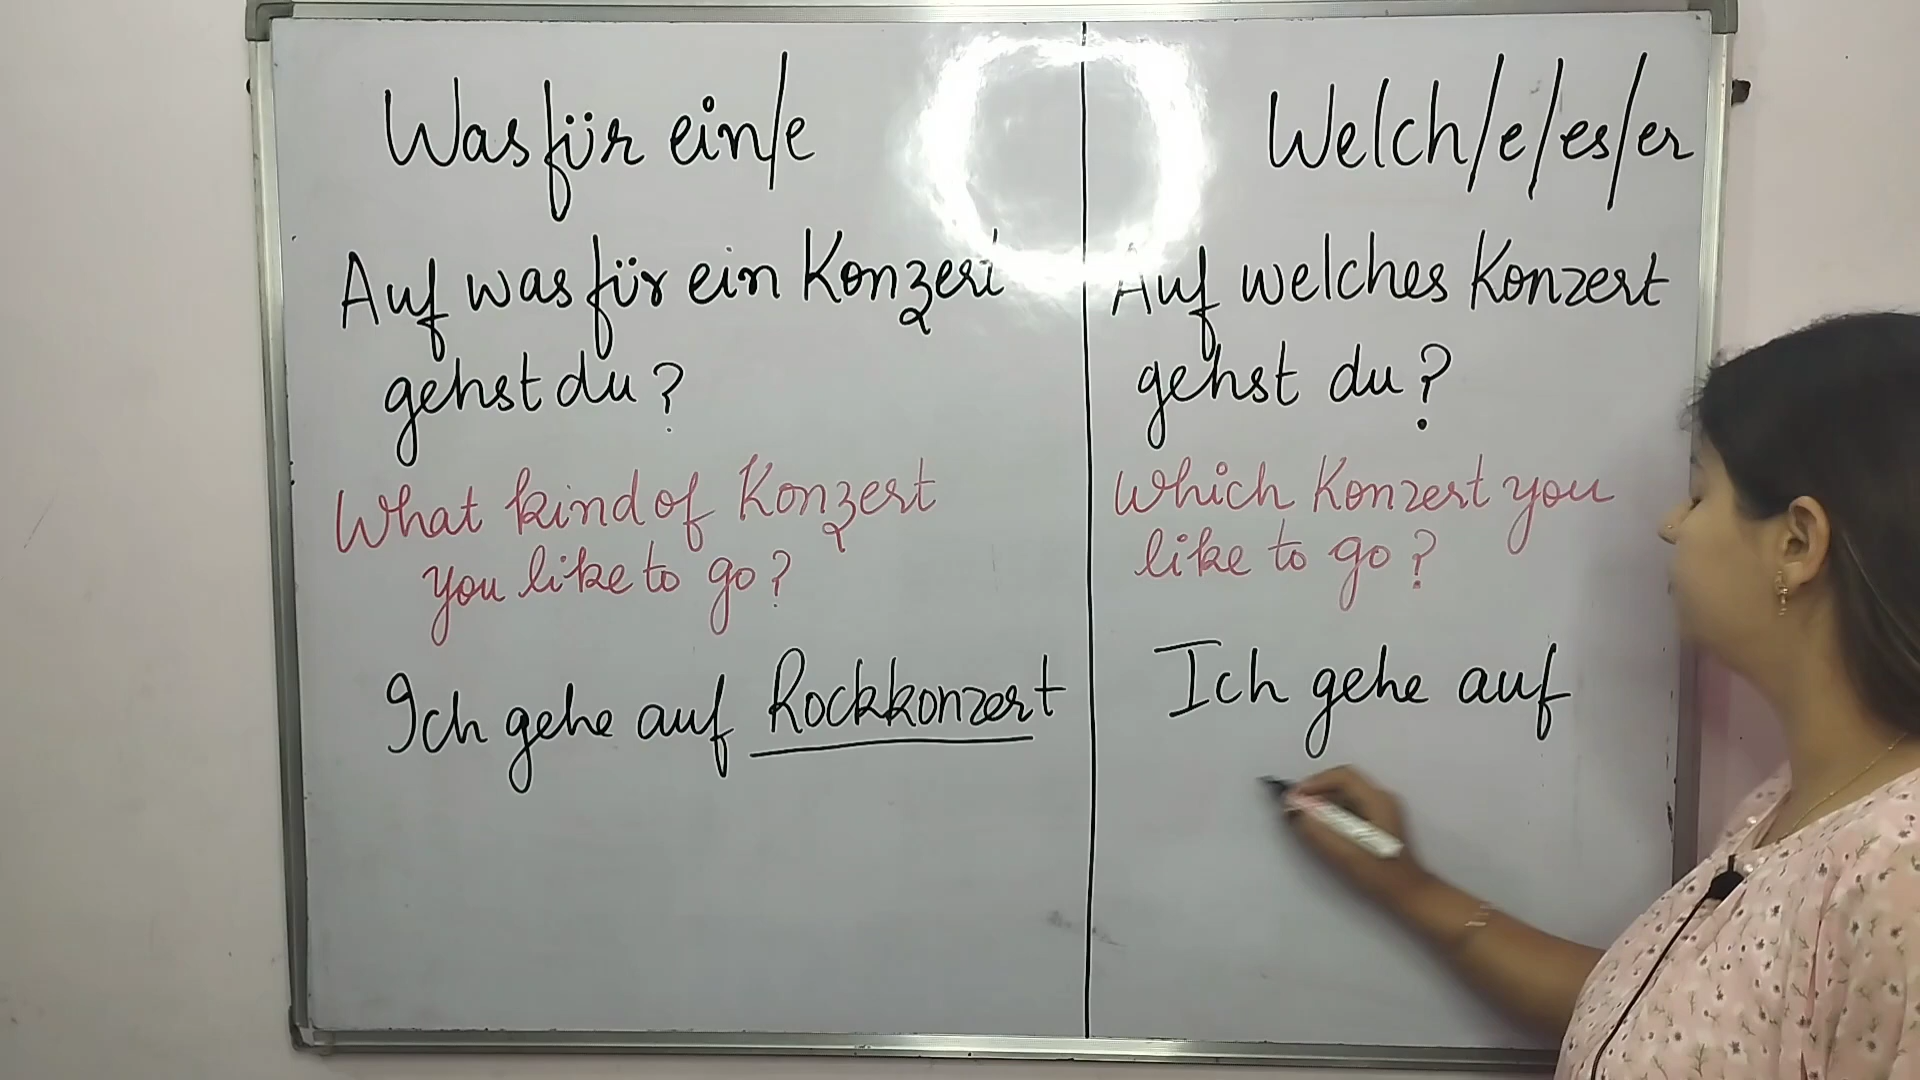 Was für ein/e
Auf was für ein Konzert
gehst du?
What kind of Konzert
you like to go?
Ich gehe auf Rockkonzert
Welch/e/es/er
Auf welches Konzert
gehst du?
Which Konzert you
like to go?
Ich gehe auf